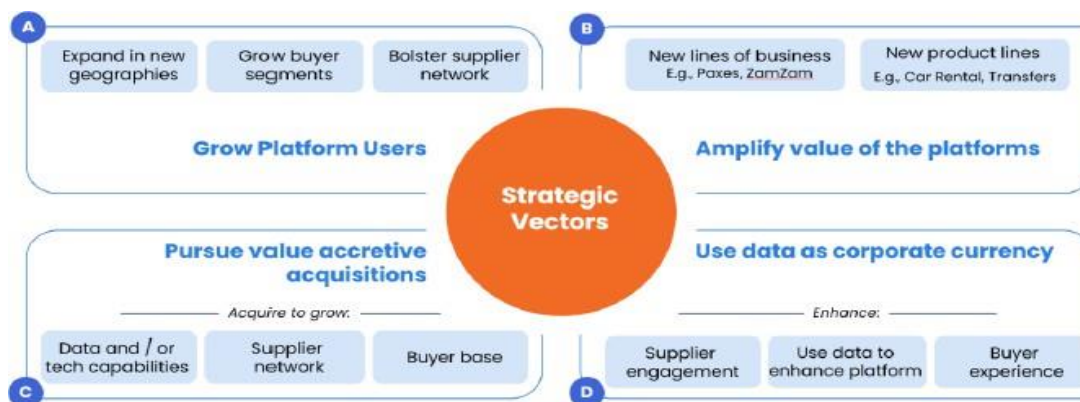 A
Expand in new
geographies
Grow buyer
segments
Bolster supplier
network
Grow Platform Users
B
New lines of business
E.g., Paxes, ZamZam
New product lines
E.g., Car Rental, Transfers
Amplify value of the platforms
Strategic
Vectors
Pursue value accretive
acquisitions
Acquire to grow:
Data and / or
tech capabilities
Supplier
network
Buyer base
C
Use data as corporate currency
Enhance:
Supplier
engagement
Use data to
enhance platform
Buyer
experience
D